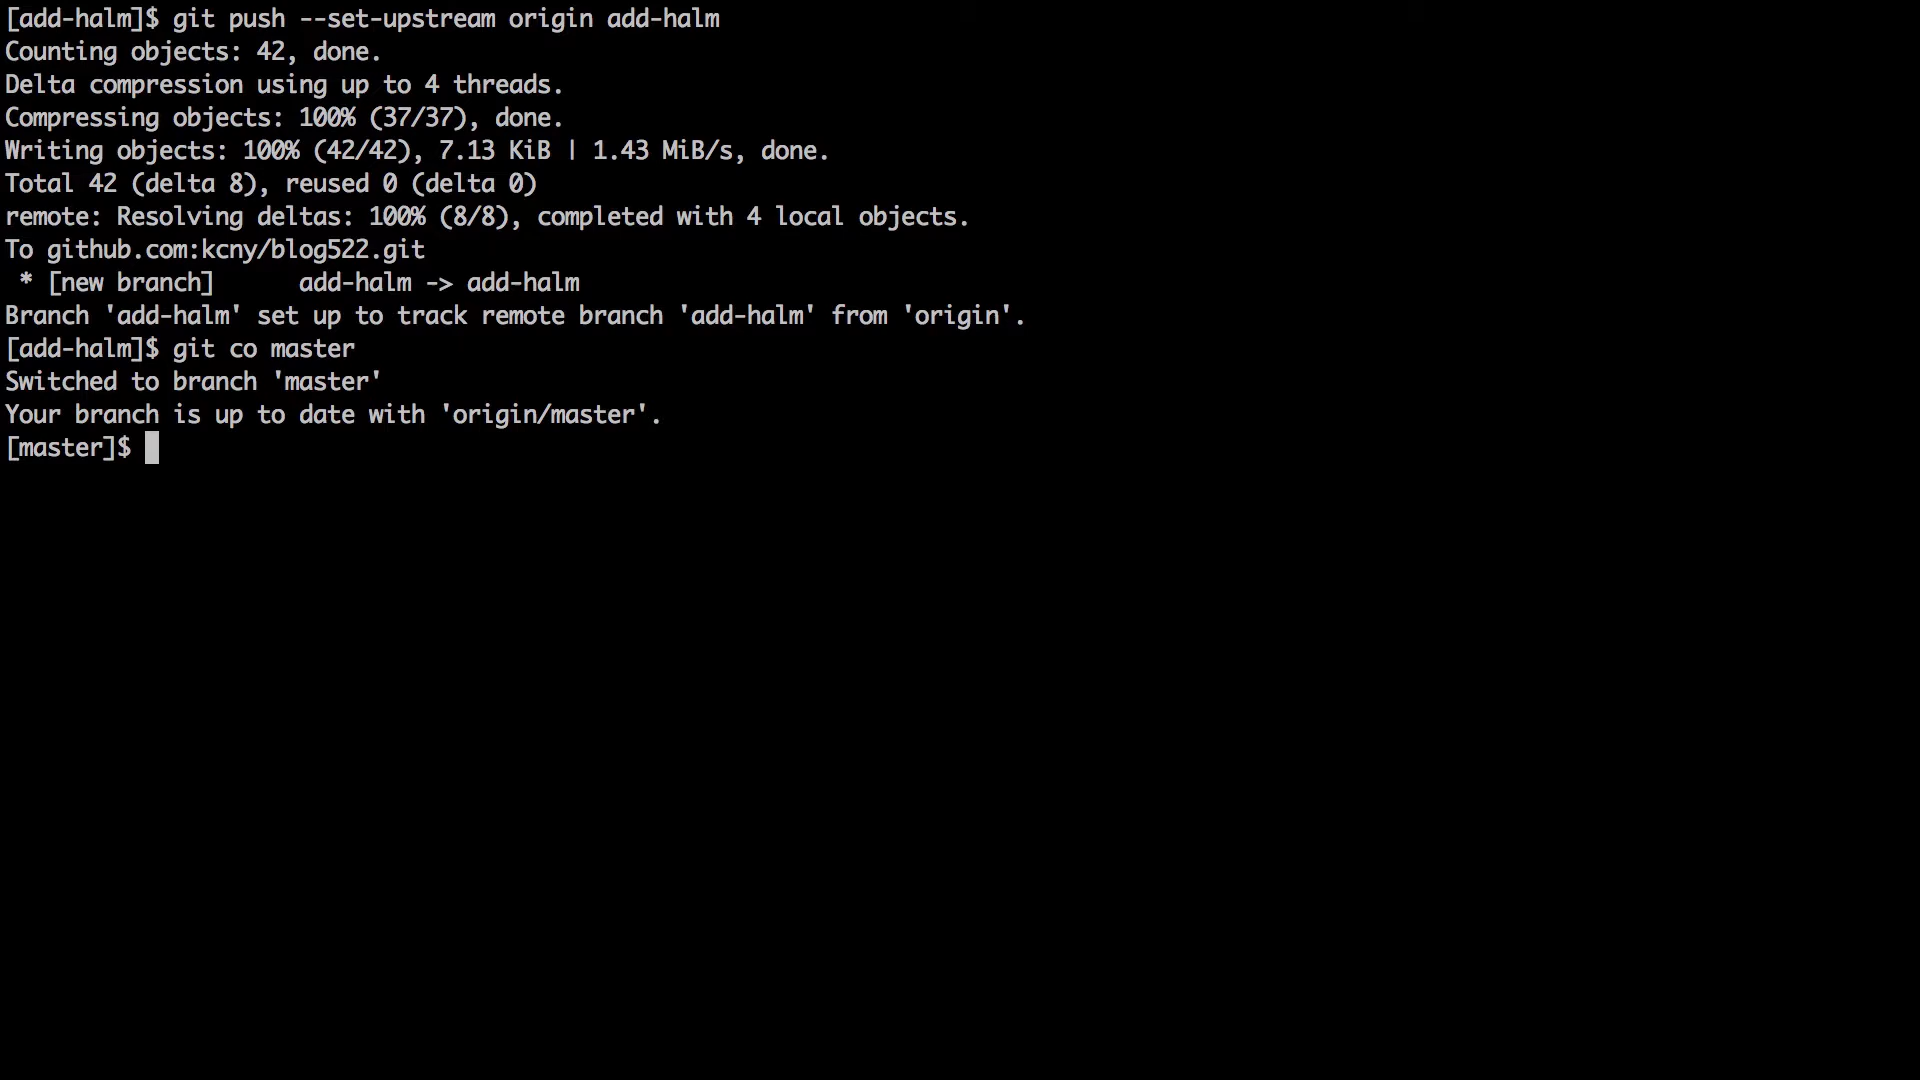 [add-halm]$ git push --set-upstream origin add-halm
Counting objects: 42, done.
Delta compression using up to 4 threads.
Compressing objects: 100% (37/37), done.
Writing objects: 100% (42/42), 7.13 KiB | 1.43 MiB/s, done.
Total 42 (delta 8), reused 0 (delta 0)
remote: Resolving deltas: 100% (8/8), completed with 4 local objects.
To github.com:kcny/blog522.git
 * [new branch]      add-halm -> add-halm
Branch 'add-halm' set up to track remote branch 'add-halm' from 'origin'.
[add-halm]$ git co master
Switched to branch 'master'
Your branch is up to date with 'origin/master'.
[master]$